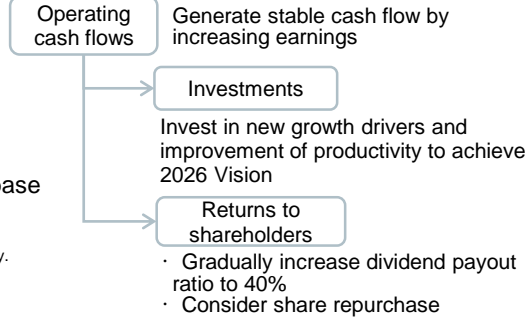 Operating
cash flows
Generate stable cash flow by
increasing earnings
Investments
Invest in new growth drivers and
improvement of productivity to achieve
2026 Vision
Returns to
shareholders
· Gradually increase dividend payout
ratio to 40%
· Consider share repurchase